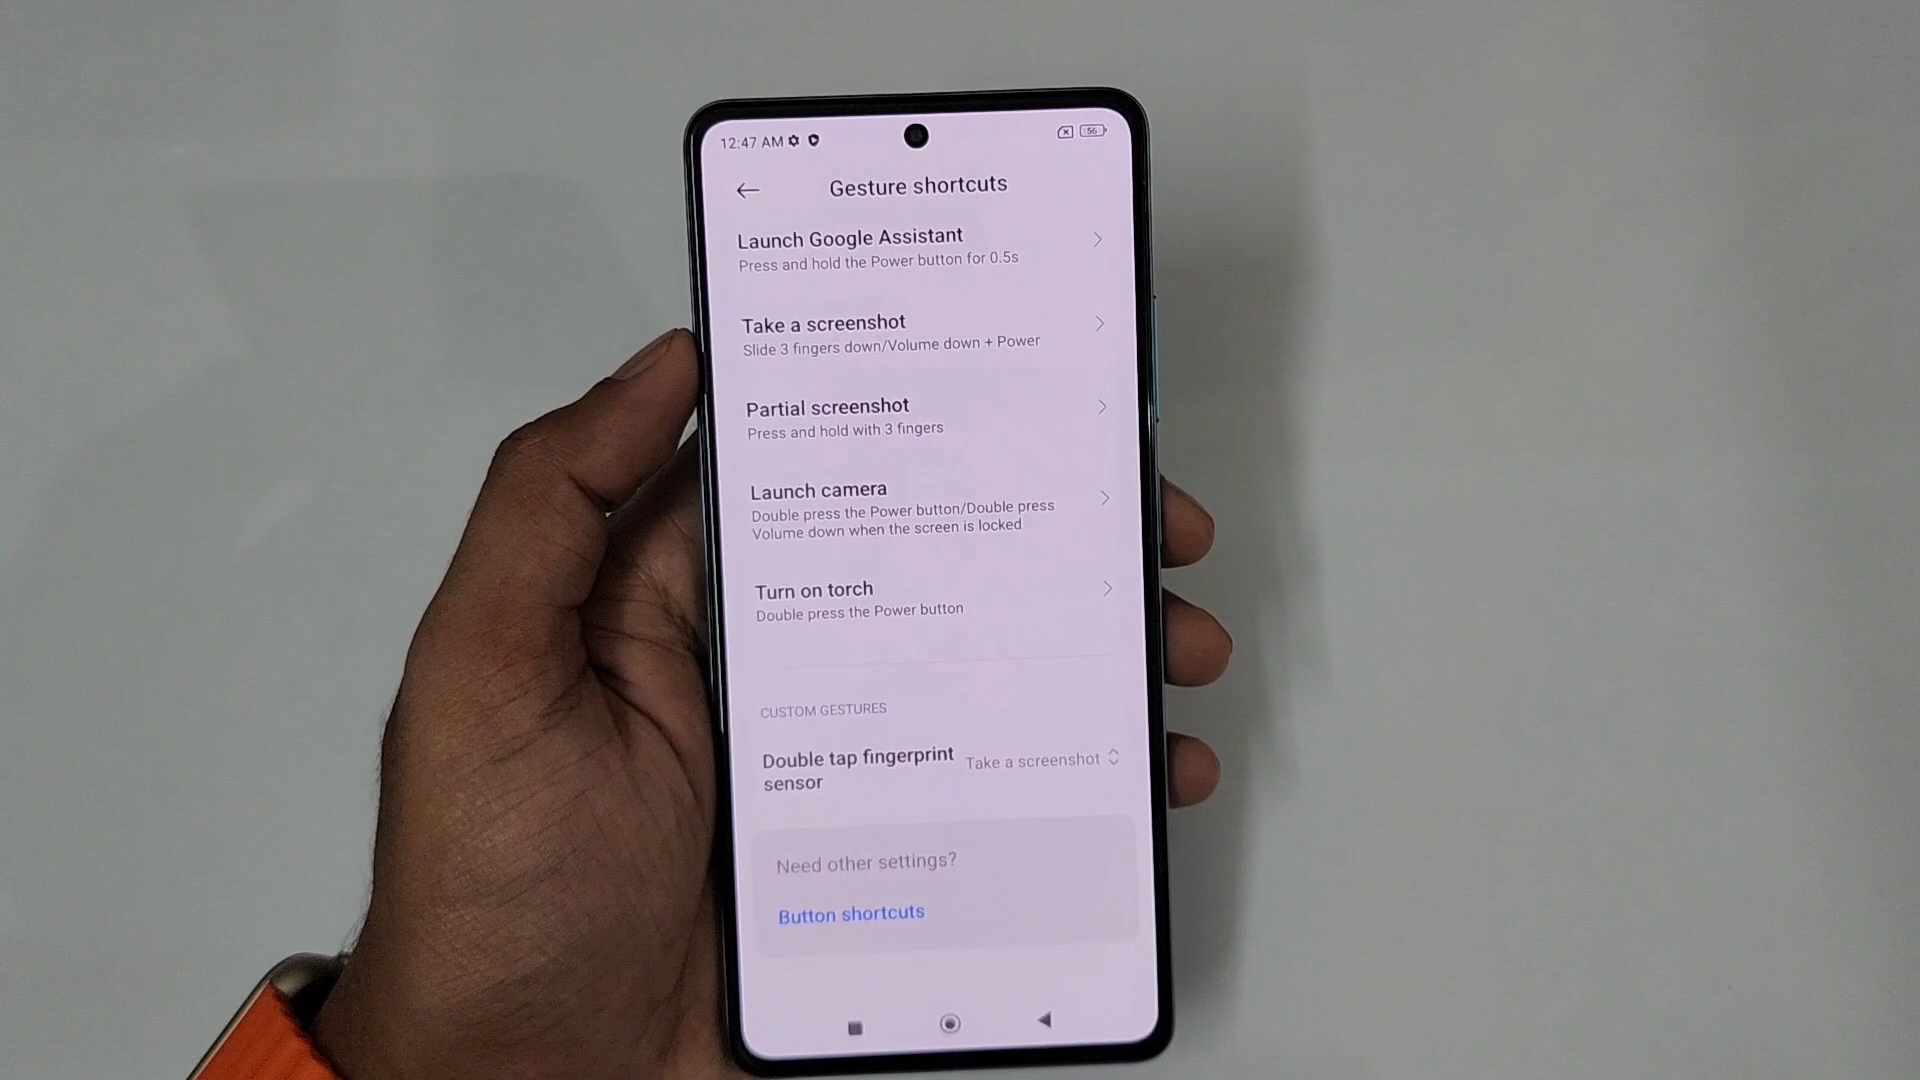 12:47 AM
56
Gesture shortcuts
Launch Google Assistant
Press and hold the Power button for 0.5s
Take a screenshot
Slide 3 fingers down/Volume down + Power
Partial screenshot
Press and hold with 3 fingers
Launch camera
Double press the Power button/Double press
Volume down when the screen is locked
Turn on torch
Double press the Power button
CUSTOM GESTURES
Double tap fingerprint
sensor
Take a screenshot
Need other settings?
Button shortcuts